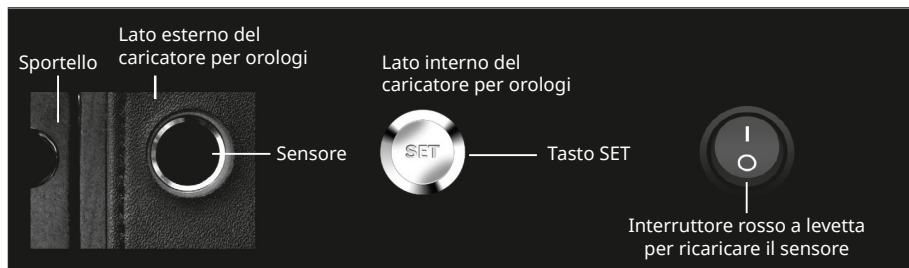 Lato esterno del
caricatore per orologi
Sportello
Sensore
Lato interno del
caricatore per orologi
SET
Tasto SET
Interruttore rosso a levetta
per ricaricare il sensore